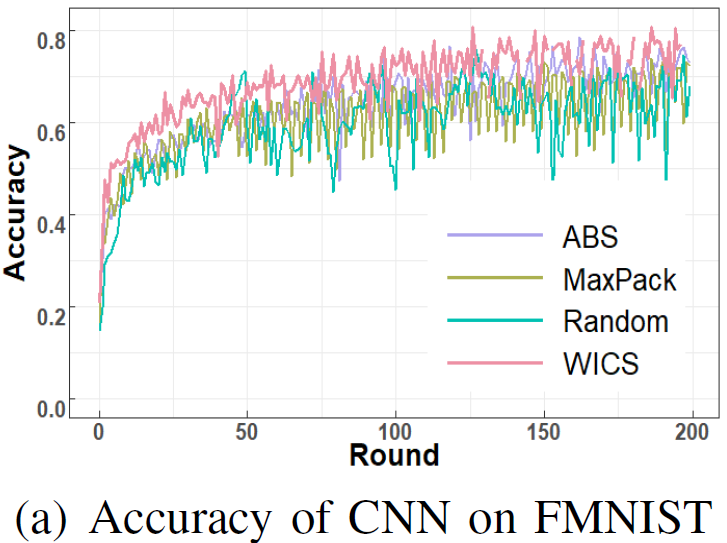 0.8
0.6
0.4
0.2
0.0
Accuracy
ABS
MaxPack
Random
WICS
0 50 100 150 200
Round
(a) Accuracy of CNN on FMNIST